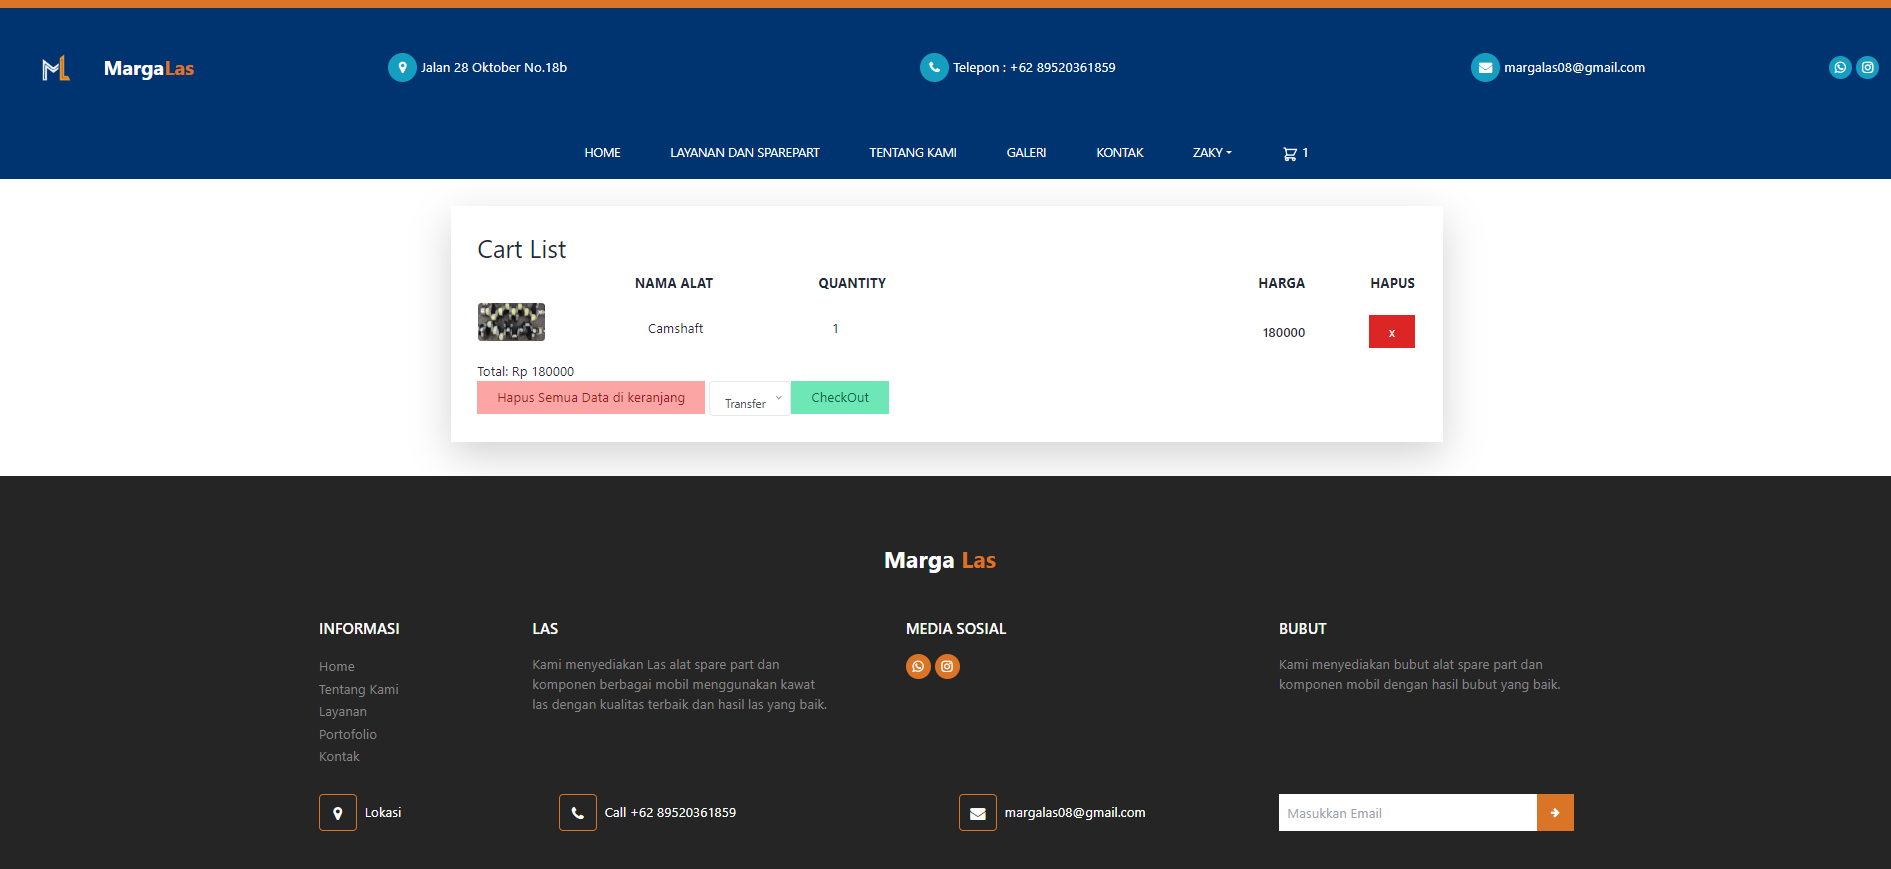 MargaLas
Jalan 28 Oktober No.18b
Telepon : +62 89520361859
margalas08@gmail.com
HOME LAYANAN DAN SPAREPART TENTANG KAMI GALERI KONTAK ZAKY 1
Cart List
NAMA ALAT QUANTITY HARGA HAPUS
Camshaft 1 180000 x
Total: Rp 180000
Hapus Semua Data di keranjang Transfer CheckOut
Marga Las
INFORMASI
Home
Tentang Kami
Layanan
Portofolio
Kontak
LAS
Kami menyediakan Las alat spare part dan
komponen berbagai mobil menggunakan kawat
las dengan kualitas terbaik dan hasil las yang baik.
MEDIA SOSIAL
BUBUT
Kami menyediakan bubut alat spare part dan
komponen mobil dengan hasil bubut yang baik.
Lokasi
Call +62 89520361859
margalas08@gmail.com
Masukkan Email